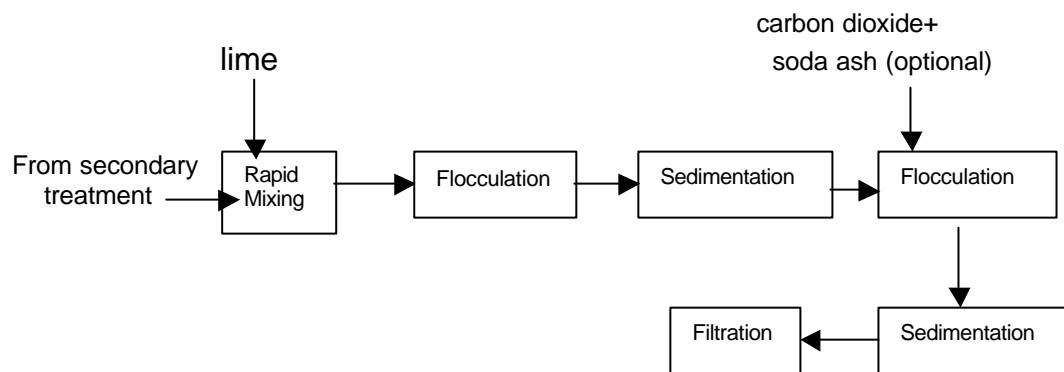 carbon dioxide+
soda ash (optional)
lime
From secondary
treatment
Rapid
Mixing
Flocculation
Sedimentation
Flocculation
Filtration
Sedimentation